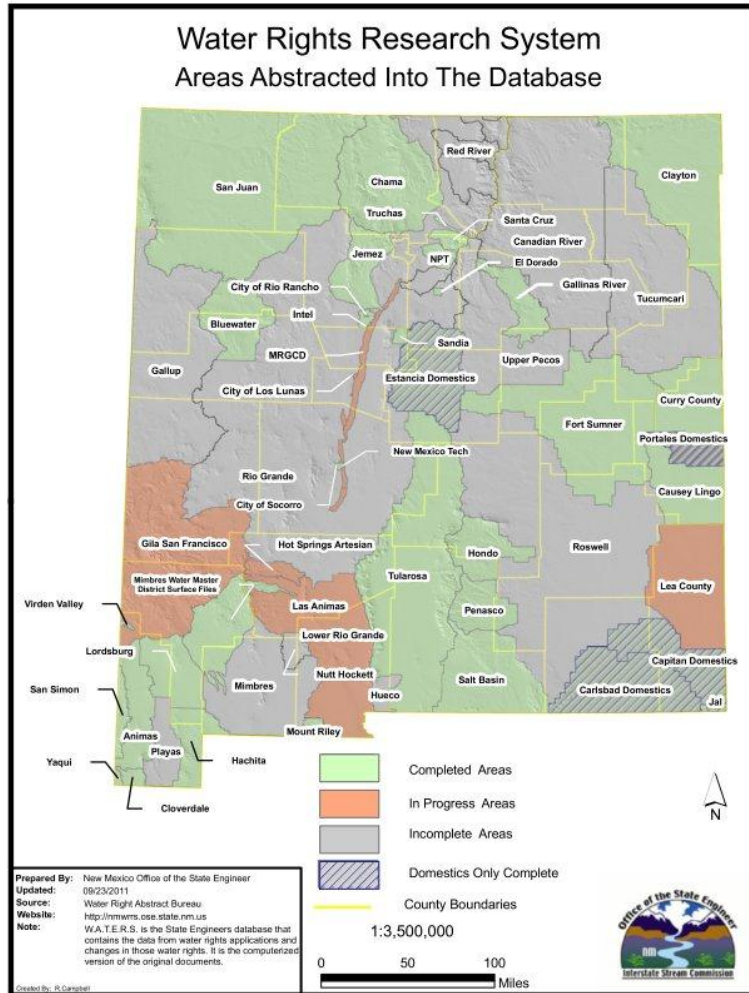 Water Rights Research System
Areas Abstracted Into The Database
Red River
San Juan
Chama
Clayton
Truchas
Santa Cruz
Canadian River
Jemez
NPT
El Dorado
City of Rio Rancho
Gallinas River
Tucumcari
Intel
Bluewater
Sandia
MRGCD
Upper Pecos
Gallup
Estancia Domestics
City of Los Lunas
Curry County
Fort Sumner
Portales Domestics
New Mexico Tech
Rio Grande
City of Socorro
Causey Lingo
Gila San Francisco
Hot Springs Artesian
Hondo
Roswell
Mimbres Water Master
District Surface Files
Tularosa
Lea County
Virden Valley
Las Animas
Penasco
Lower Rio Grande
Lordsburg
Capitan Domestics
Nutt Hockett
Salt Basin
San Simon
Mimbres
Hueco
Carlsbad Domestics
Jal
Animas
Mount Riley
Playas
Yaqui
Hachita
Cloverdale
Completed Areas
In Progress Areas
Incomplete Areas
Domestics Only Complete
County Boundaries
N
1:3,500,000
0 50 100
Miles
Prepared By: New Mexico Office of the State Engineer
Updated: 09/23/2011
Source: Water Right Abstract Bureau
Website: http://nmwrrs.ose.state.nm.us
Note: W.A.T.E.R.S. is the State Engineers database that
contains the data from water rights applications and
changes in those water rights. It is the computerized
version of the original documents.
Created By: R.Campbell
Office of the State Engineer
NM
Interstate Stream Commission